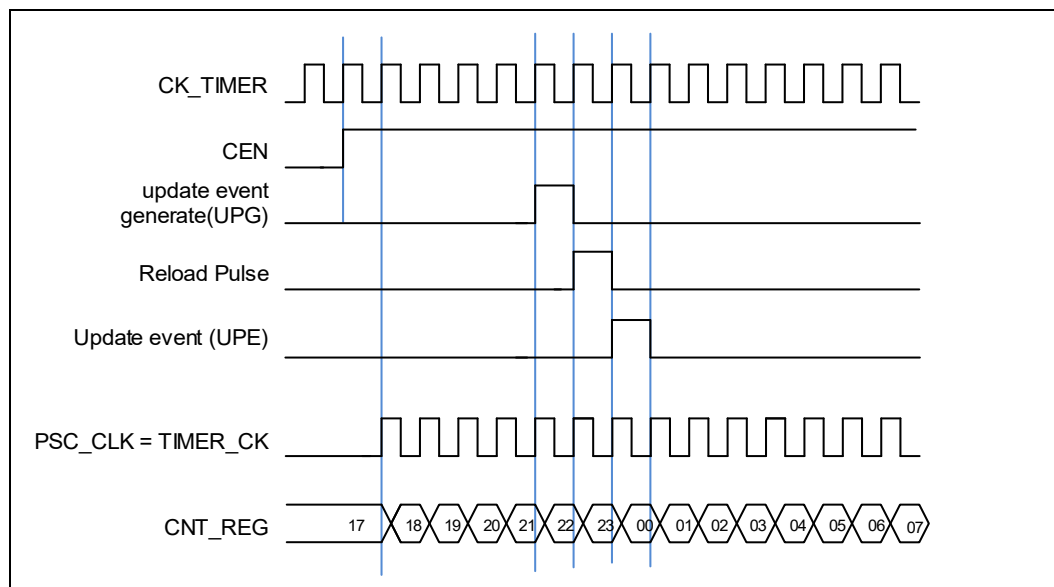 CK_TIMER
CEN
update event
generate(UPG)
Reload Pulse
Update event (UPE)
PSC_CLK = TIMER_CK
CNT_REG 17 18 19 20 21 22 23 00 01 02 03 04 05 06 07